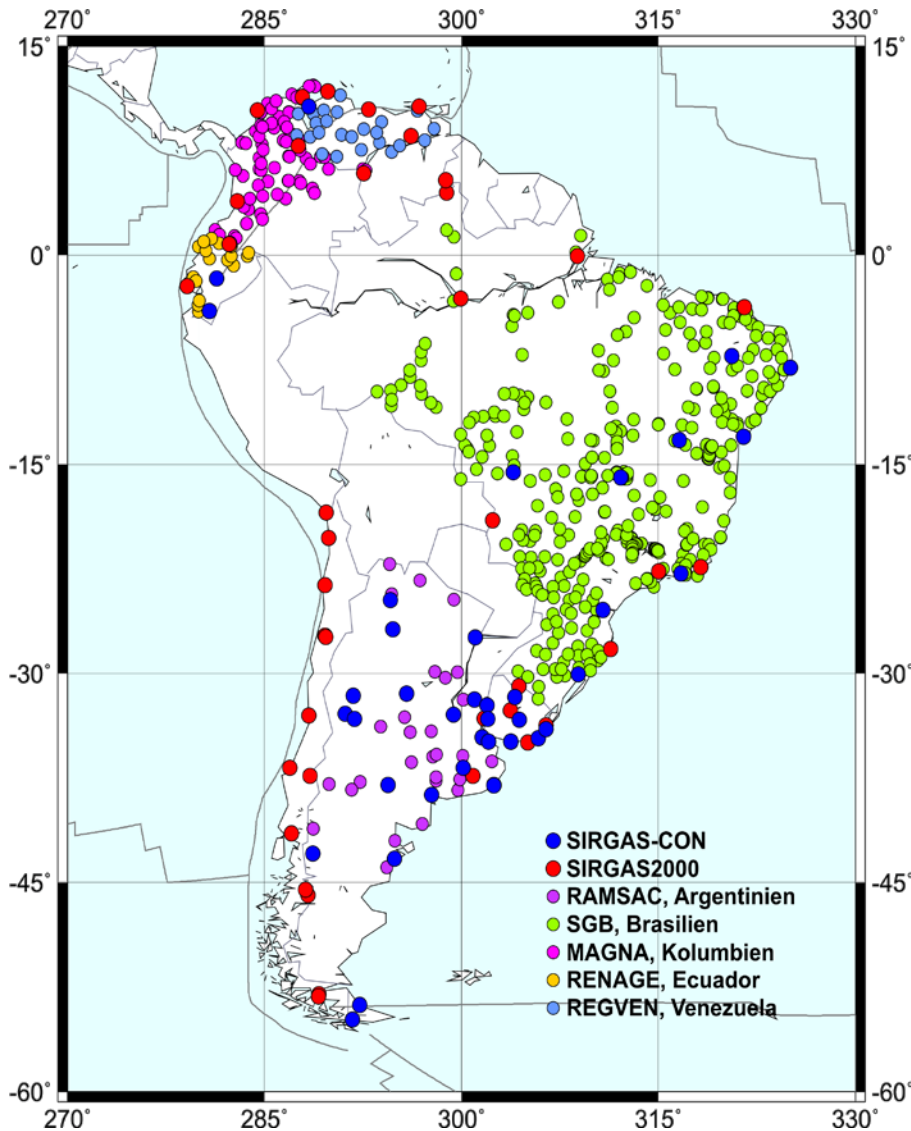 270° 285° 300° 315° 330°
15° 15°
0° 0°
-15° -15°
-30° -30°
SIRGAS-CON
SIRGAS2000
RAMSAC, Argentinien
-45° -45°
SGB, Brasilien
MAGNA, Kolumbien
RENAGE, Ecuador
REGVEN, Venezuela
-60° -60°
270° 285° 300° 315° 330°